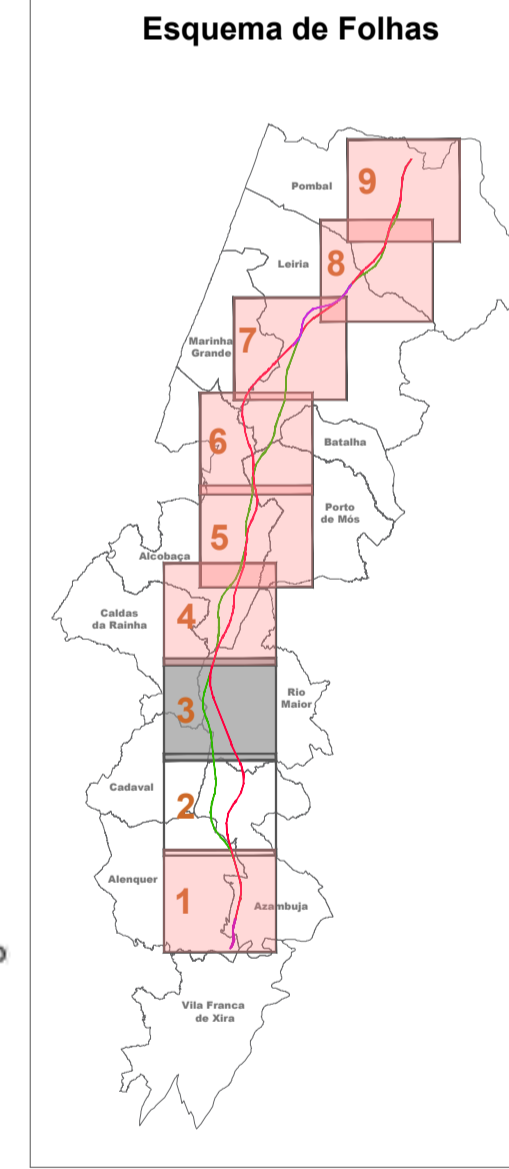 Esquema de Folhas
Pombal
9
8
Leiria
Marinha
Grande
7
6
Batalha
Porto
de Mós
5
Alcobaça
4
Caldas
da Rainha
Rio
Maior
3
Cadaval
2
Alenquer
1
Azambuja
Vila Franca
de Xira